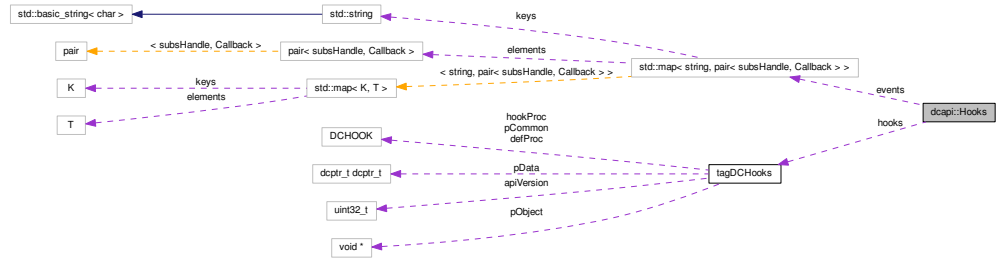 std::basic_string< char >
std::string
keys
pair
< subsHandle, Callback >
pair< subsHandle, Callback >
elements
std::map< string, pair< subsHandle, Callback > >
< string, pair< subsHandle, Callback > >
K
keys
elements
std::map< K, T >
T
events
dcapi::Hooks
hooks
hookProc
pCommon
defProc
DCHOOK
dcptr_t dcptr_t
pData
tagDCHooks
apiVersion
uint32_t
pObject
void *